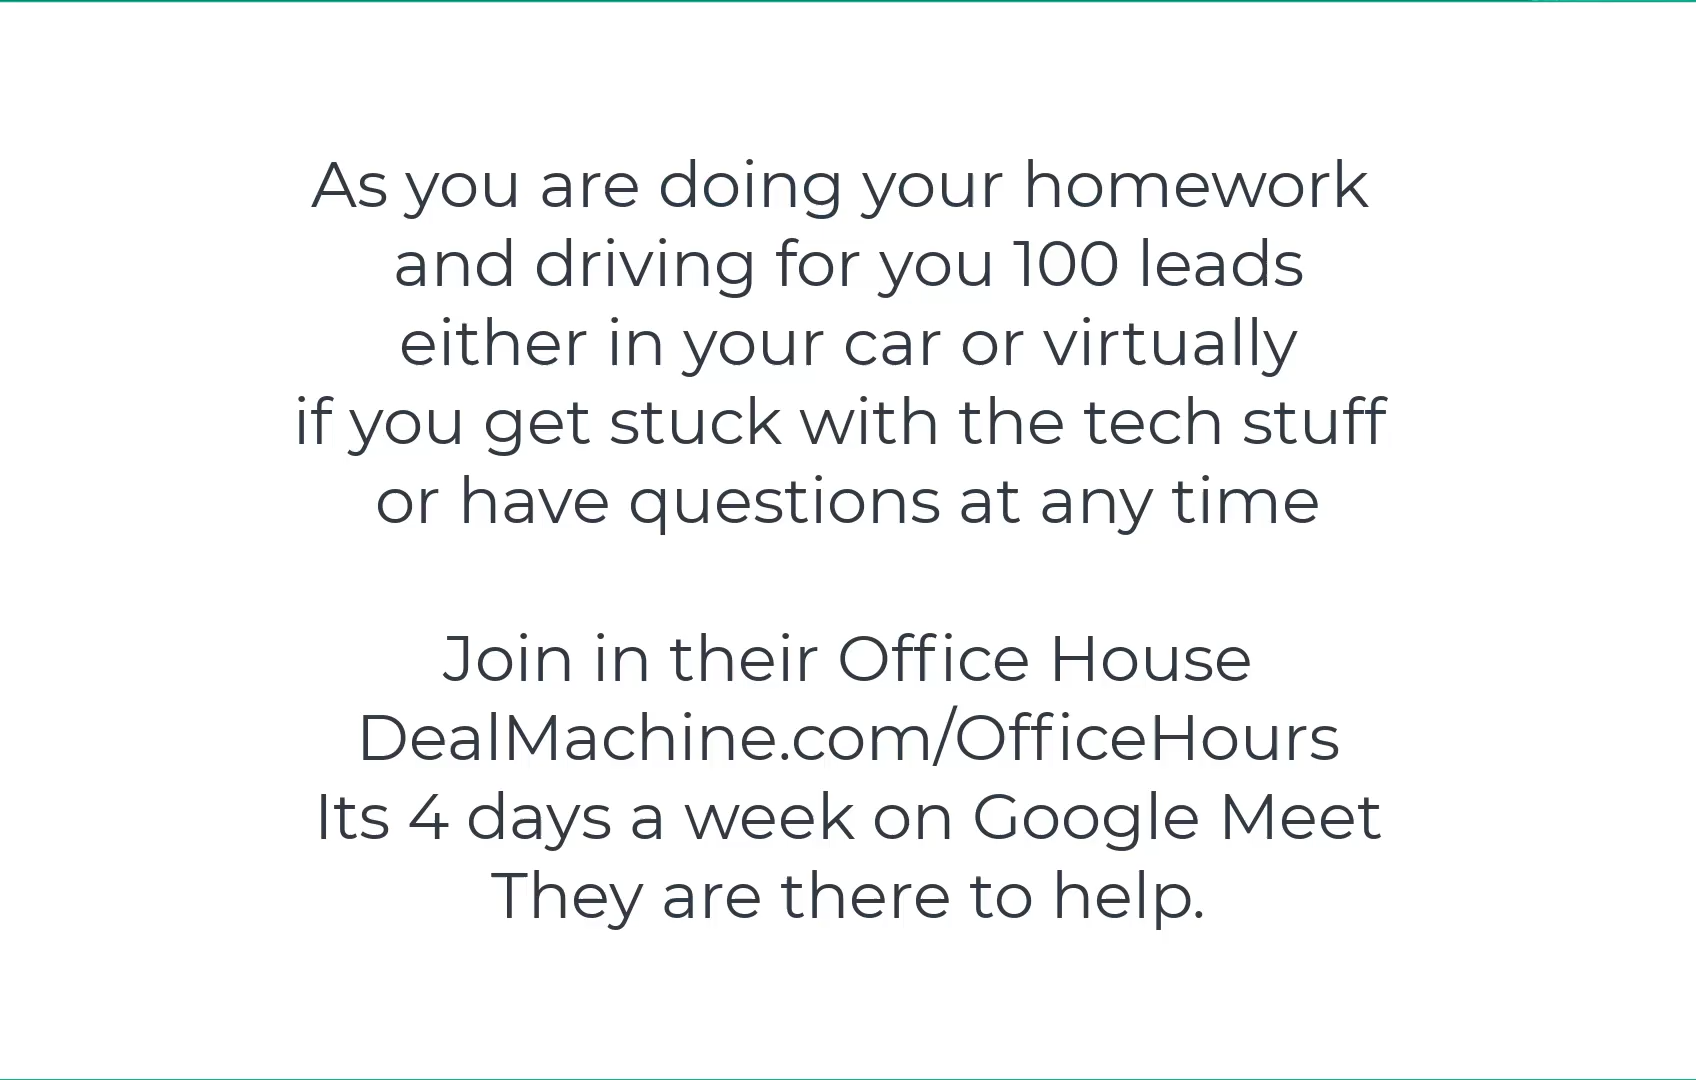 As you are doing your homework
and driving for you 100 leads
either in your car or virtually
if you get stuck with the tech stuff
or have questions at any time
Join in their Office House
DealMachine.com/OfficeHours
Its 4 days a week on Google Meet
They are there to help.